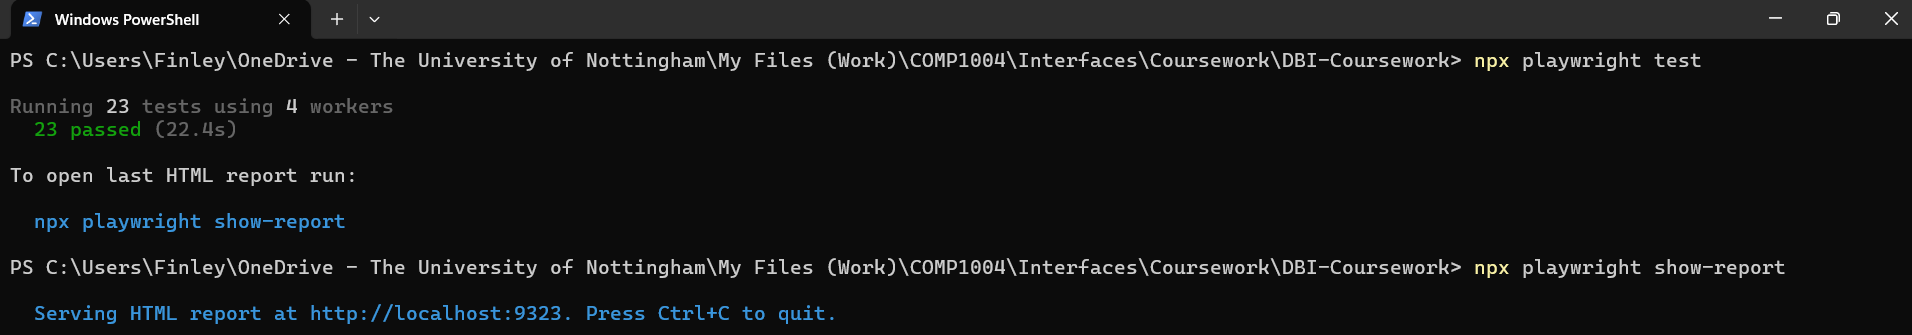 Windows PowerShell
PS C:\Users\Finley\OneDrive - The University of Nottingham\My Files (Work)\COMP1004\Interfaces\Coursework\DBI-Coursework> npx playwright test
Running 23 tests using 4 workers
23 passed (22.4s)
To open last HTML report run:
npx playwright show-report
PS C:\Users\Finley\OneDrive - The University of Nottingham\My Files (Work)\COMP1004\Interfaces\Coursework\DBI-Coursework> npx playwright show-report
Serving HTML report at http://localhost:9323. Press Ctrl+C to quit.